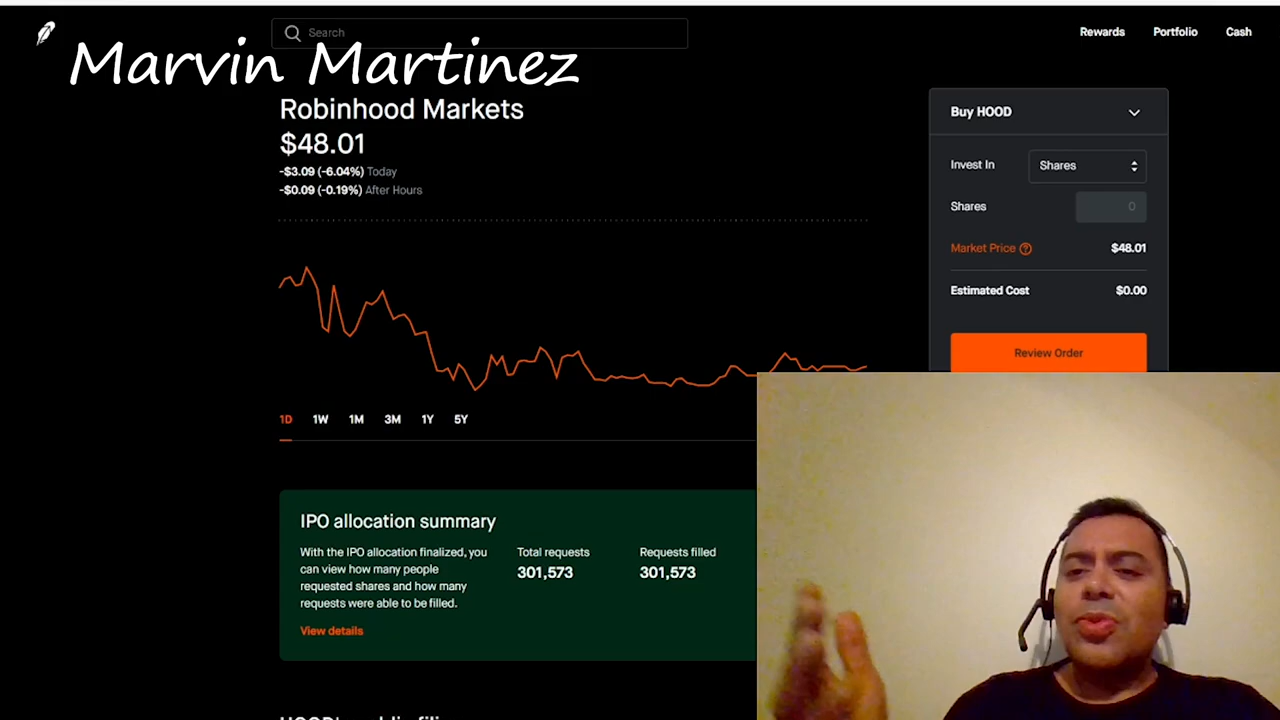 Search
Rewards
Portfolio
Cash
Marvin Martinez
Robinhood Markets
$48.01
-$3.09 (-6.04%) Today
-$0.09 (-0.19%) After Hours
1D 1W 1M 3M 1Y 5Y
Buy HOOD
Invest In Shares
Shares 0
Market Price $48.01
Estimated Cost $0.00
Review Order
IPO allocation summary
With the IPO allocation finalized, you
can view how many people
requested shares and how many
requests were able to be filled.
View details
Total requests
301,573
Requests filled
301,573